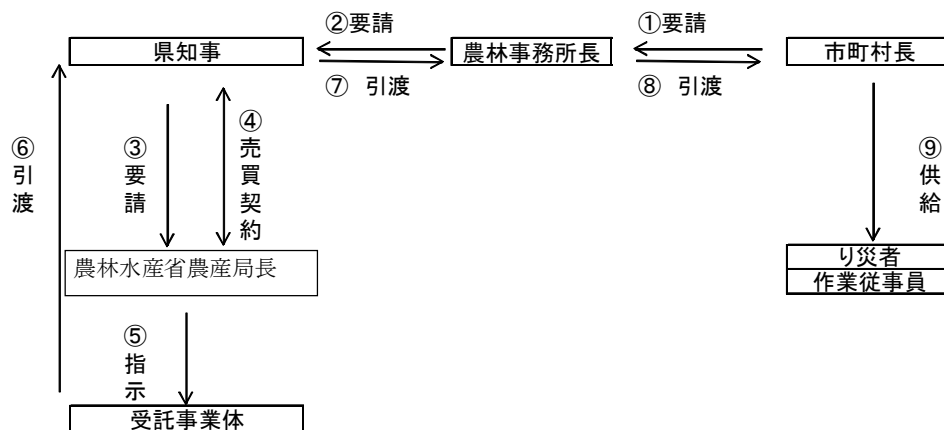 ②要請
①要請
県知事
農林事務所長
市町村長
⑦ 引渡
⑧ 引渡
⑥引渡
③要請
④売買契約
⑨供給
農林水産省農産局長
り災者
作業従事員
⑤指示
受託事業体